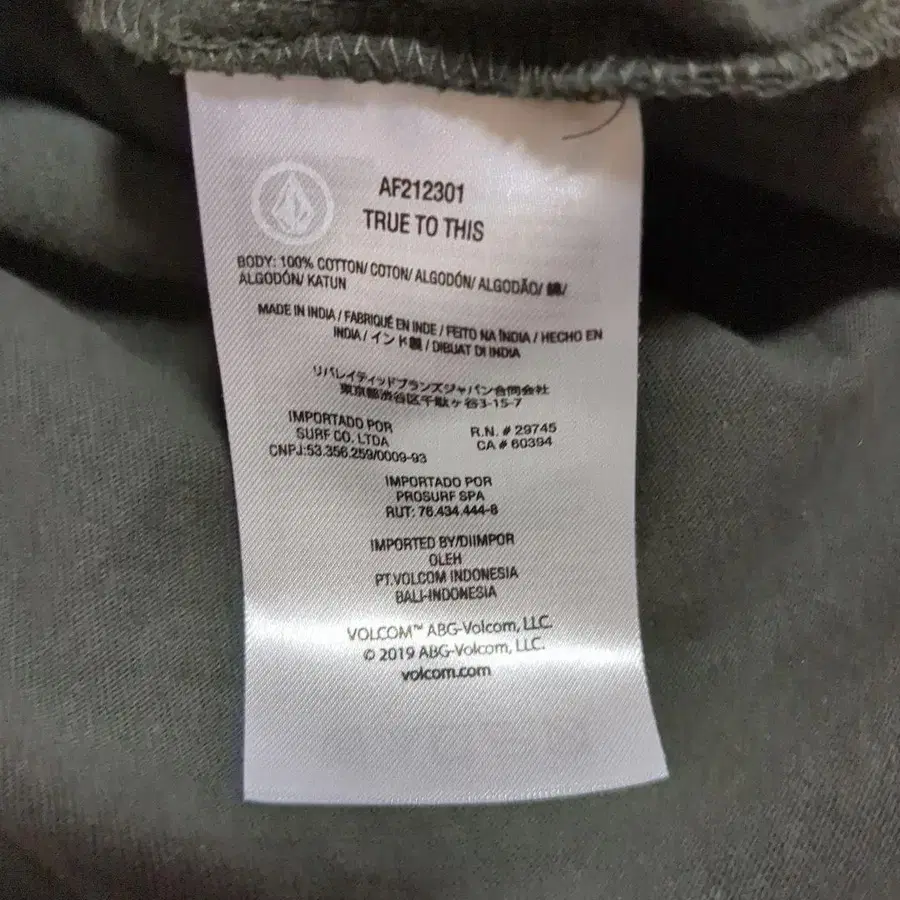 AF212301
TRUE TO THIS
BODY: 100% COTTON/ COTON/ ALGODÓN/ ALGODÃO/ 綿/
ALGODÓN/ KATUN
MADE IN INDIA / FABRIQUÉ EN INDE / FEITO NA ÍNDIA / HECHO EN
INDIA / インド製 / DIBUAT DI INDIA
リバレイティッドブランズジャパン合同会社
東京都渋谷区千駄ヶ谷3-15-7
IMPORTADO POR
SURF CO. LTDA
CNPJ:53.356.259/0009-93
R.N. # 29745
CA # 60394
IMPORTADO POR
PROSURF SPA
RUT: 76.434.444-8
IMPORTED BY/DIIMPOR
OLEH
PT.VOLCOM INDONESIA
BALI-INDONESIA
VOLCOM™ ABG-Volcom, LLC.
© 2019 ABG-Volcom, LLC.
volcom.com